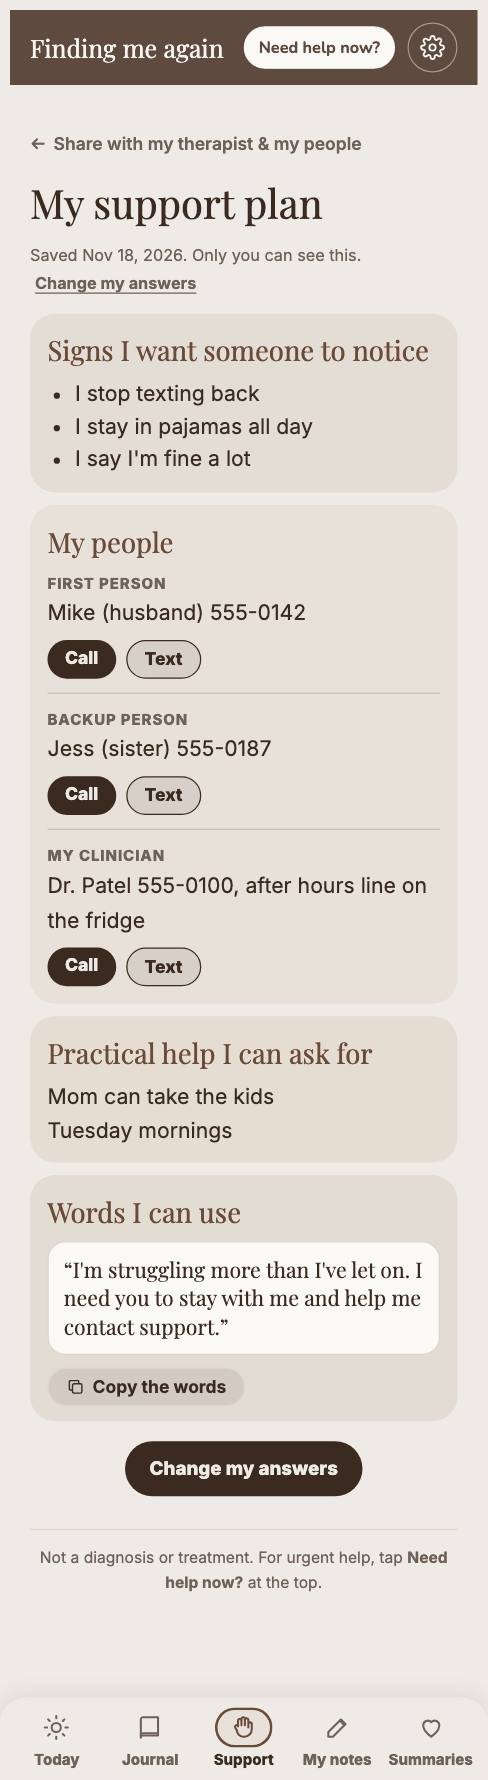 Finding me again
Need help now?
← Share with my therapist & my people
My support plan
Saved Nov 18, 2026. Only you can see this.
Change my answers
Signs I want someone to notice
• I stop texting back
• I stay in pajamas all day
• I say I'm fine a lot
My people
FIRST PERSON
Mike (husband) 555-0142
Call Text
BACKUP PERSON
Jess (sister) 555-0187
Call Text
MY CLINICIAN
Dr. Patel 555-0100, after hours line on
the fridge
Call Text
Practical help I can ask for
Mom can take the kids
Tuesday mornings
Words I can use
“I'm struggling more than I've let on. I
need you to stay with me and help me
contact support.”
Copy the words
Change my answers
Not a diagnosis or treatment. For urgent help, tap Need
help now? at the top.
Today Journal Support My notes Summaries